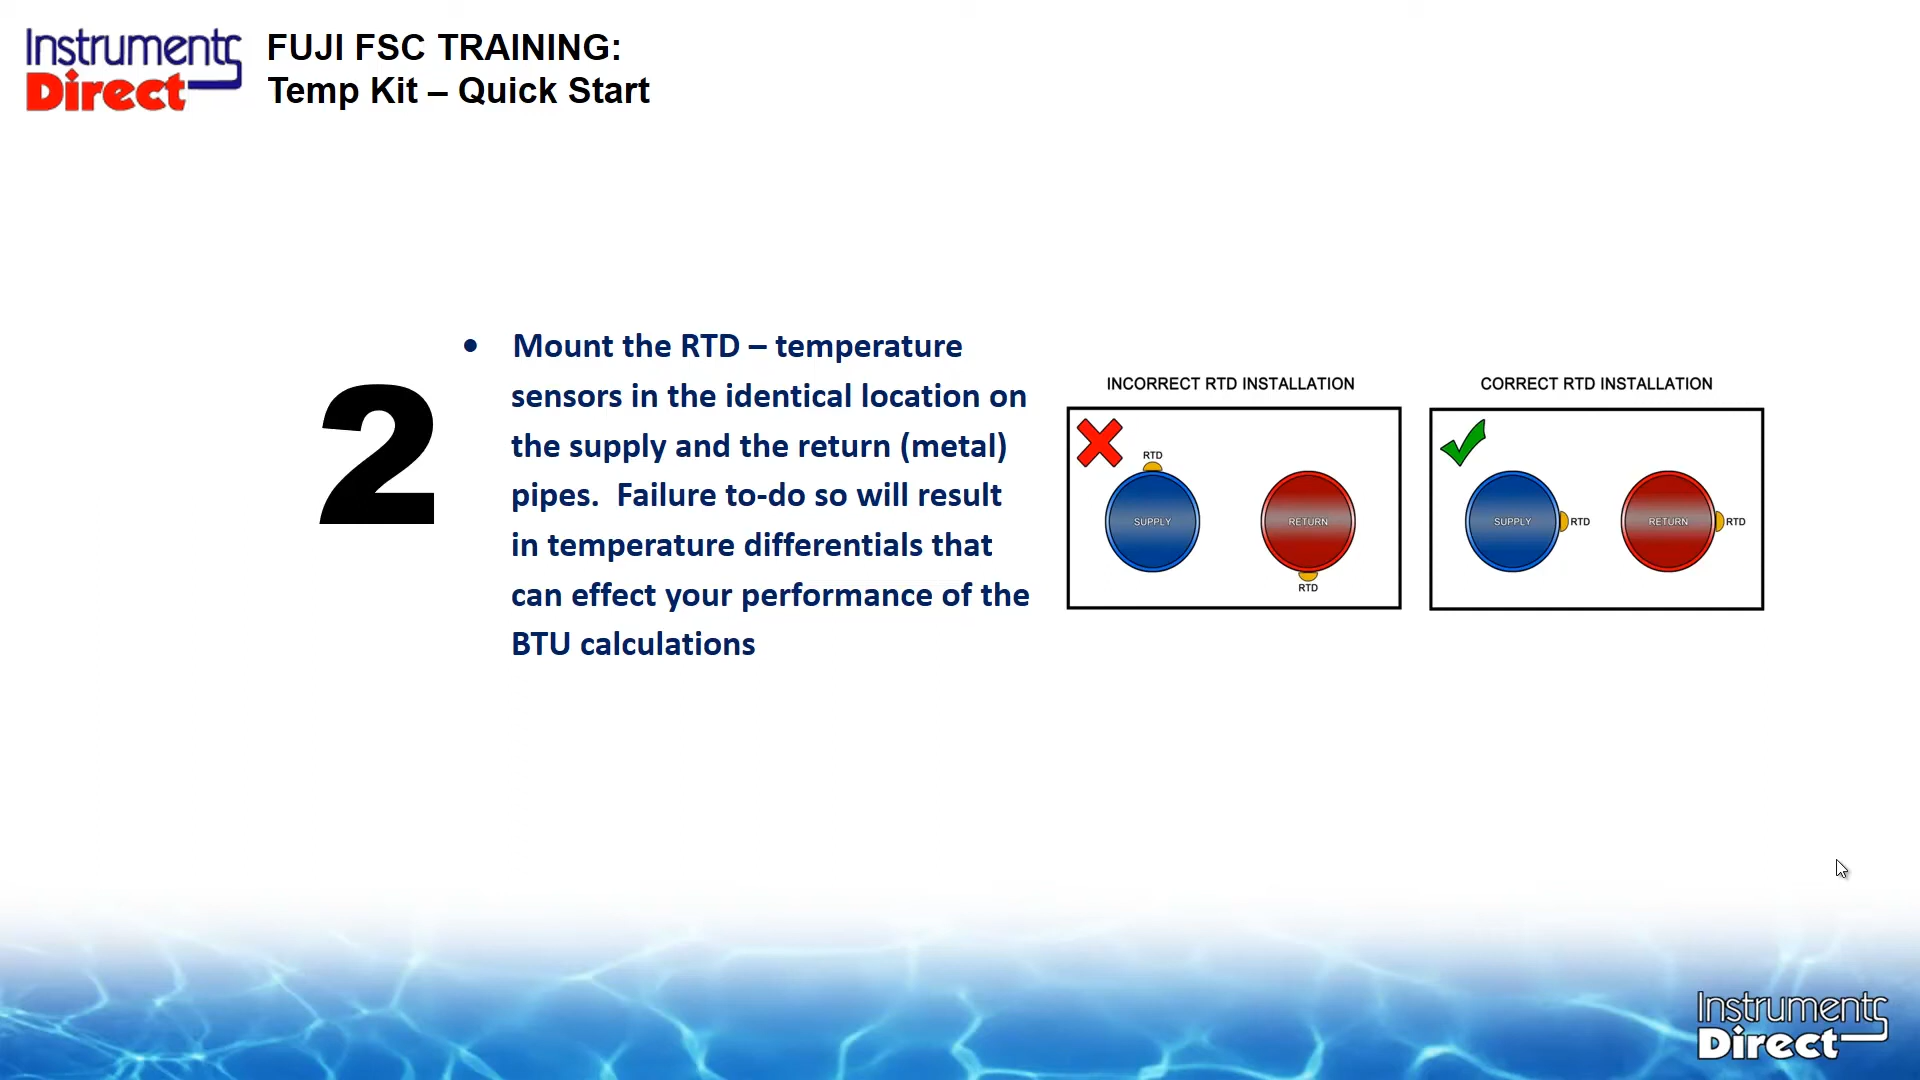 Instruments
Direct
FUJI FSC TRAINING:
Temp Kit – Quick Start
2
• Mount the RTD – temperature
sensors in the identical location on
the supply and the return (metal)
pipes.  Failure to-do so will result
in temperature differentials that
can effect your performance of the
BTU calculations
INCORRECT RTD INSTALLATION
RTD
SUPPLY
RETURN
RTD
CORRECT RTD INSTALLATION
SUPPLY
RTD
RETURN
RTD
Instruments
Direct